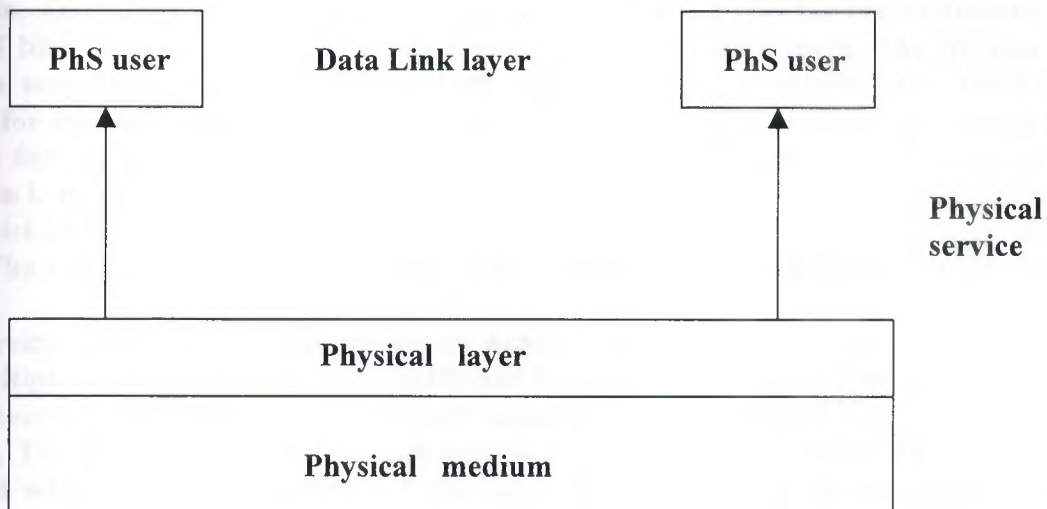 PhS user Data Link layer PhS user
Physical
service
Physical layer
Physical medium